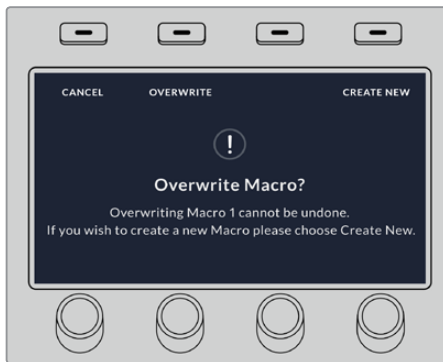 CANCEL OVERWRITE CREATE NEW
!
Overwrite Macro?
Overwriting Macro 1 cannot be undone.
If you wish to create a new Macro please choose Create New.